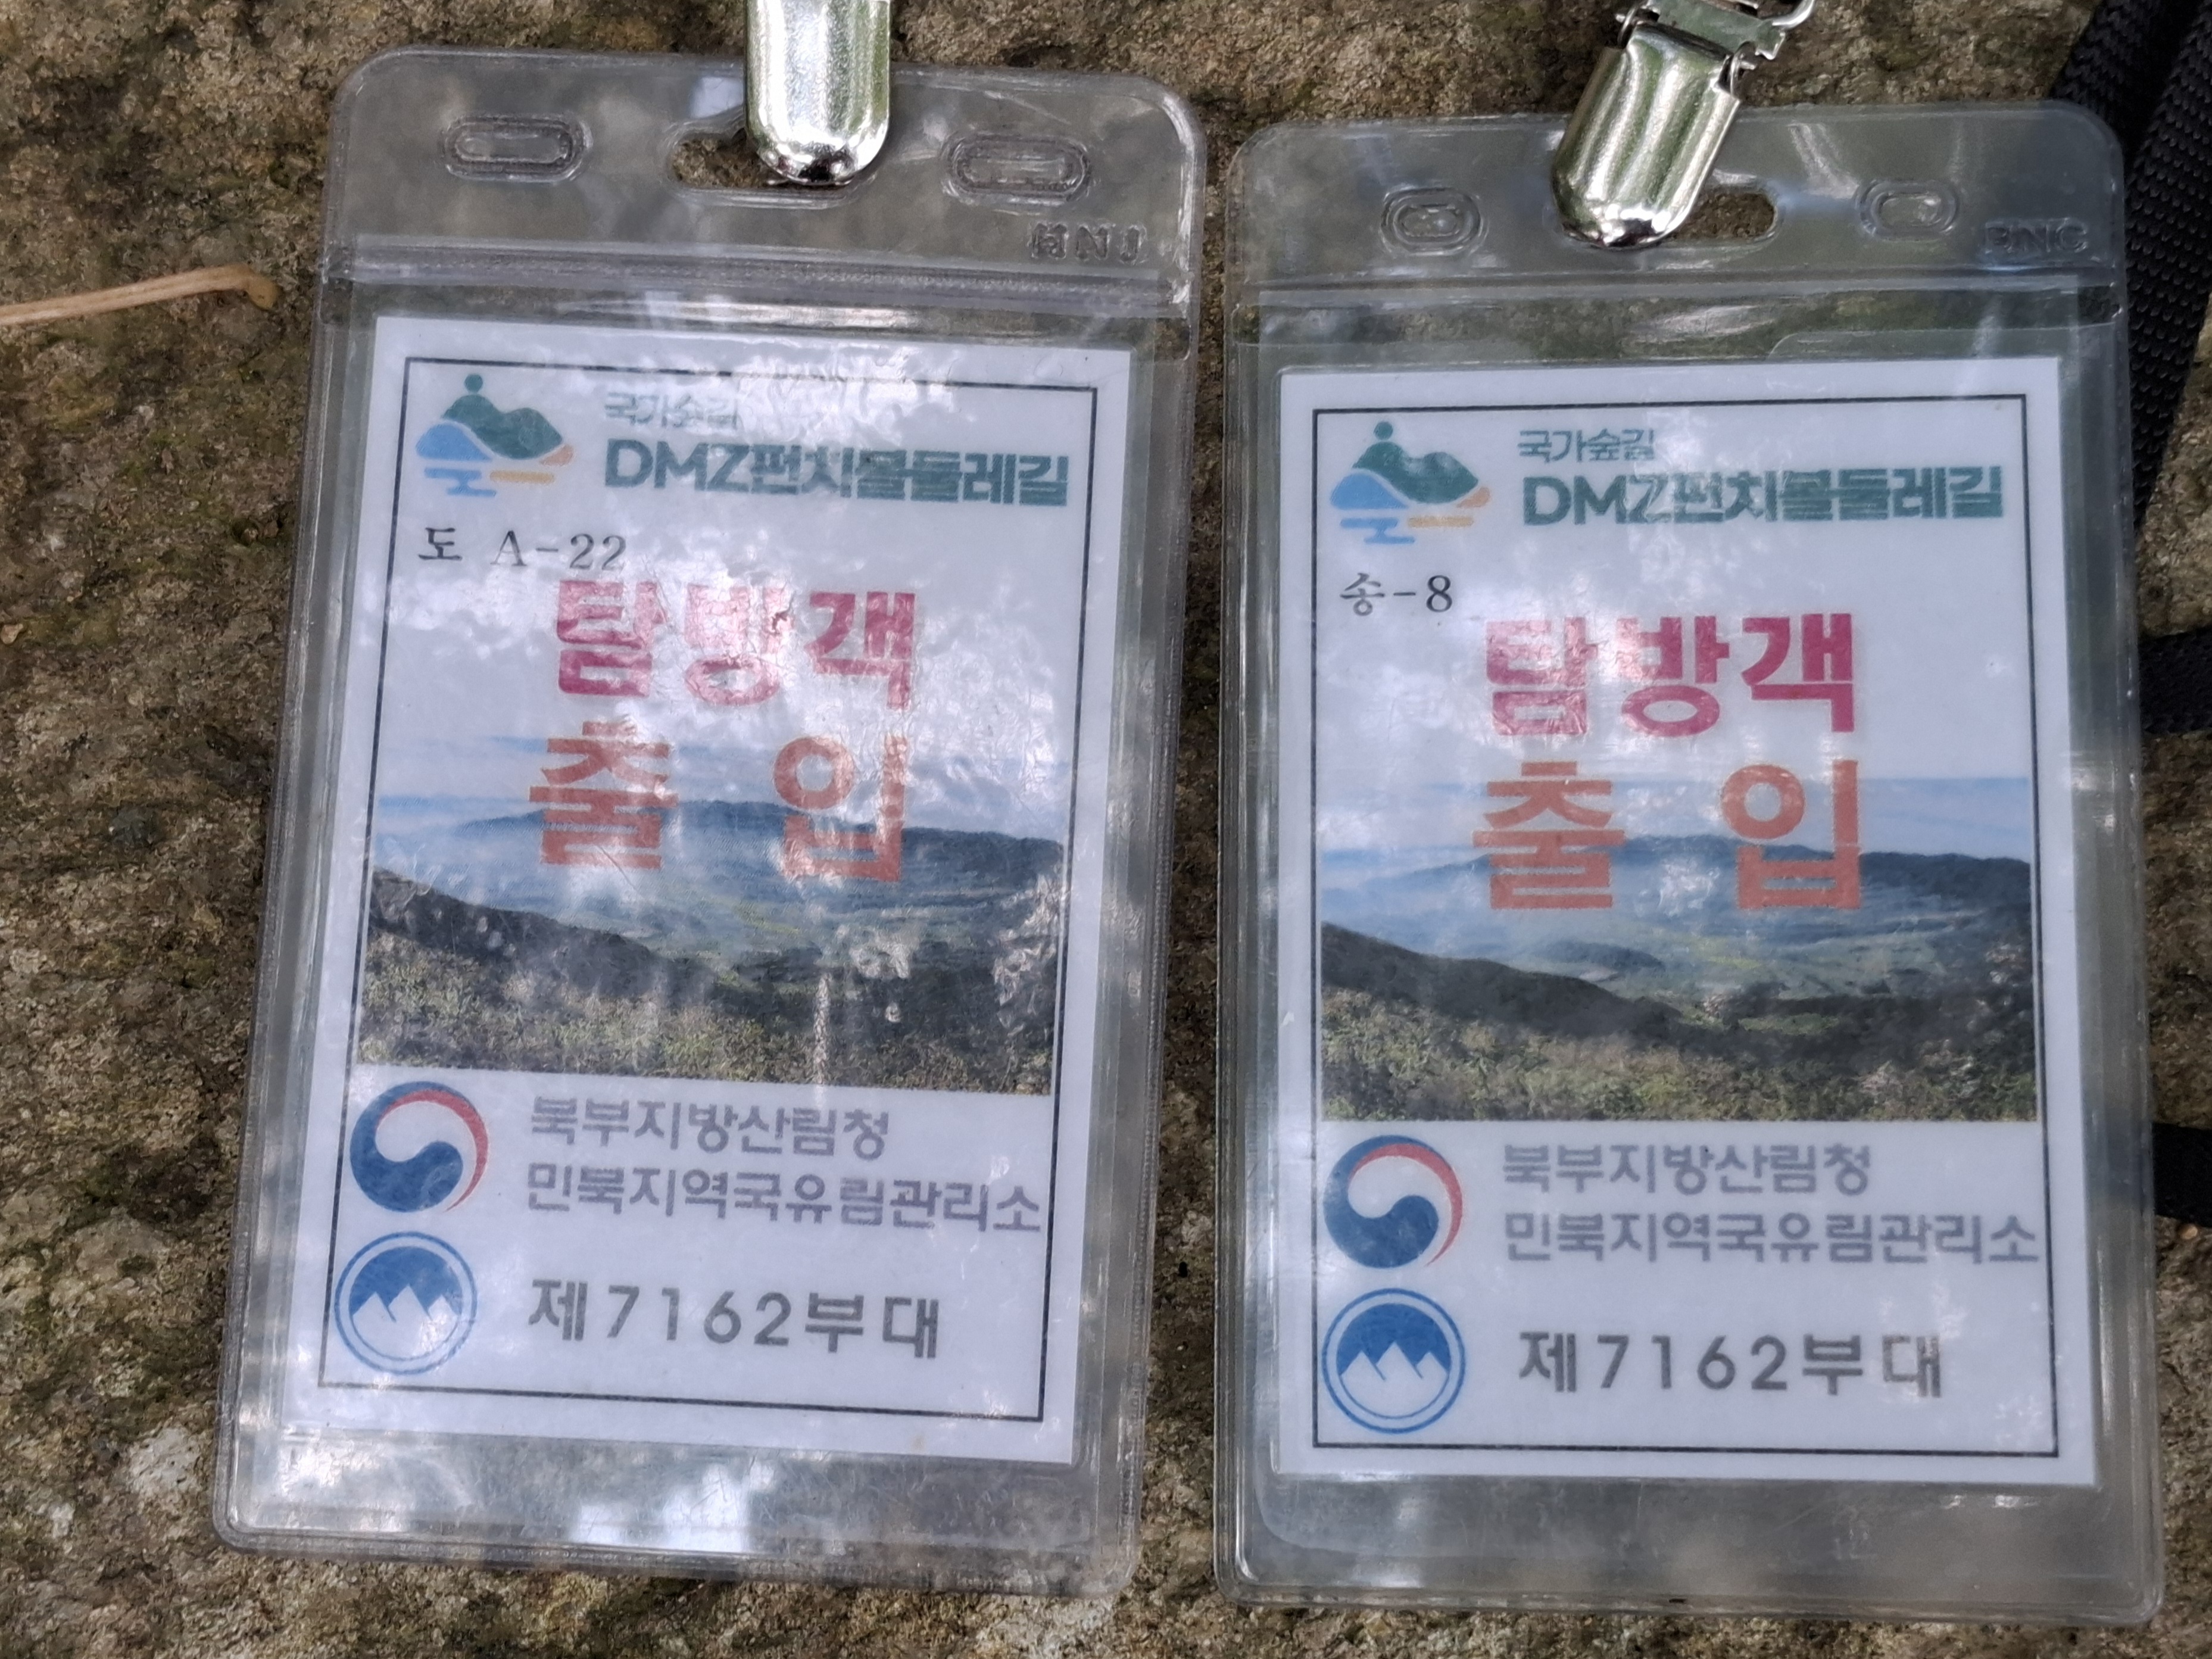 HNJ
국가숲길
DMZ펀치볼둘레길
도 A-22
탐방객
출입
북부지방산림청
민북지역국유림관리소
제7162부대
BNC
국가숲길
DMZ펀치볼둘레길
송-8
탐방객
출입
북부지방산림청
민북지역국유림관리소
제7162부대